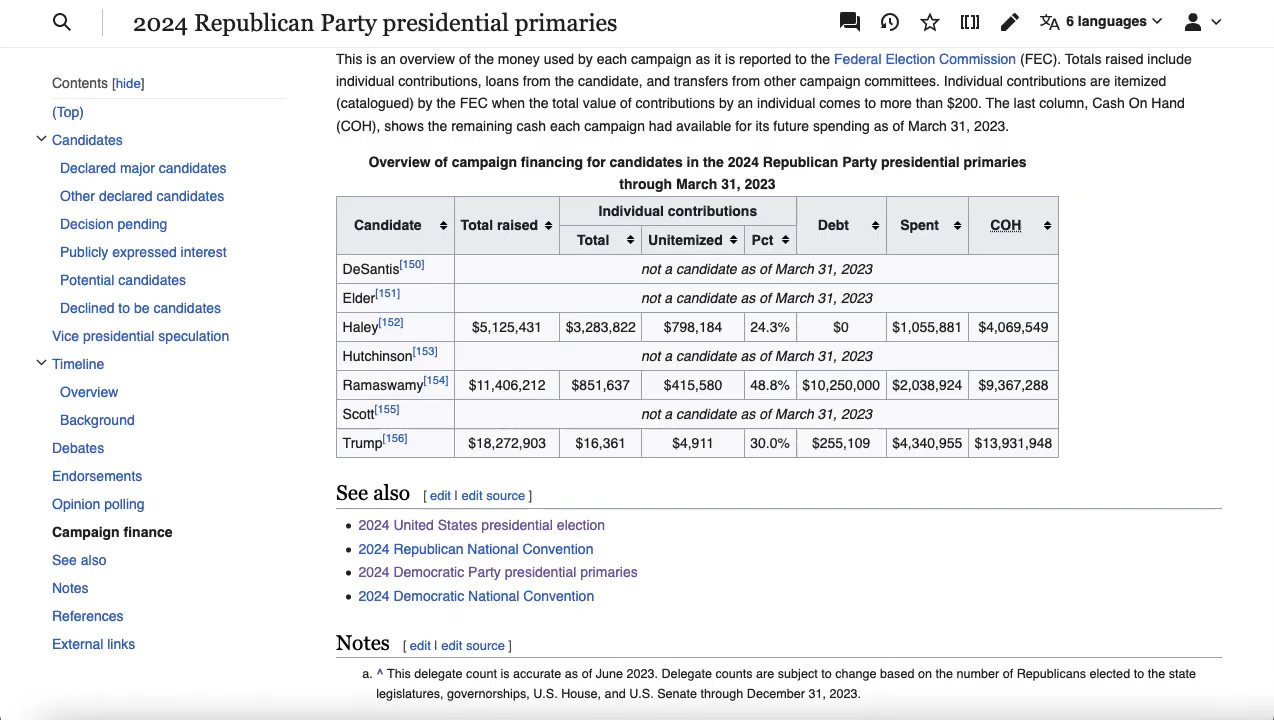 2024 Republican Party presidential primaries
6 languages
Contents [hide]
(Top)
Candidates
Declared major candidates
Other declared candidates
Decision pending
Publicly expressed interest
Potential candidates
Declined to be candidates
Vice presidential speculation
Timeline
Overview
Background
Debates
Endorsements
Opinion polling
Campaign finance
See also
Notes
References
External links
This is an overview of the money used by each campaign as it is reported to the Federal Election Commission (FEC). Totals raised include
individual contributions, loans from the candidate, and transfers from other campaign committees. Individual contributions are itemized
(catalogued) by the FEC when the total value of contributions by an individual comes to more than $200. The last column, Cash On Hand
(COH), shows the remaining cash each campaign had available for its future spending as of March 31, 2023.
Overview of campaign financing for candidates in the 2024 Republican Party presidential primaries
through March 31, 2023
Candidate Total raised Individual contributions Debt Spent COH
Total Unitemized Pct
DeSantis[150] not a candidate as of March 31, 2023
Elder[151] not a candidate as of March 31, 2023
Haley[152] $5,125,431 $3,283,822 $798,184 24.3% $0 $1,055,881 $4,069,549
Hutchinson[153] not a candidate as of March 31, 2023
Ramaswamy[154] $11,406,212 $851,637 $415,580 48.8% $10,250,000 $2,038,924 $9,367,288
Scott[155] not a candidate as of March 31, 2023
Trump[156] $18,272,903 $16,361 $4,911 30.0% $255,109 $4,340,955 $13,931,948
See also [ edit | edit source ]
• 2024 United States presidential election
• 2024 Republican National Convention
• 2024 Democratic Party presidential primaries
• 2024 Democratic National Convention
Notes [ edit | edit source ]
a. ^ This delegate count is accurate as of June 2023. Delegate counts are subject to change based on the number of Republicans elected to the state
legislatures, governorships, U.S. House, and U.S. Senate through December 31, 2023.